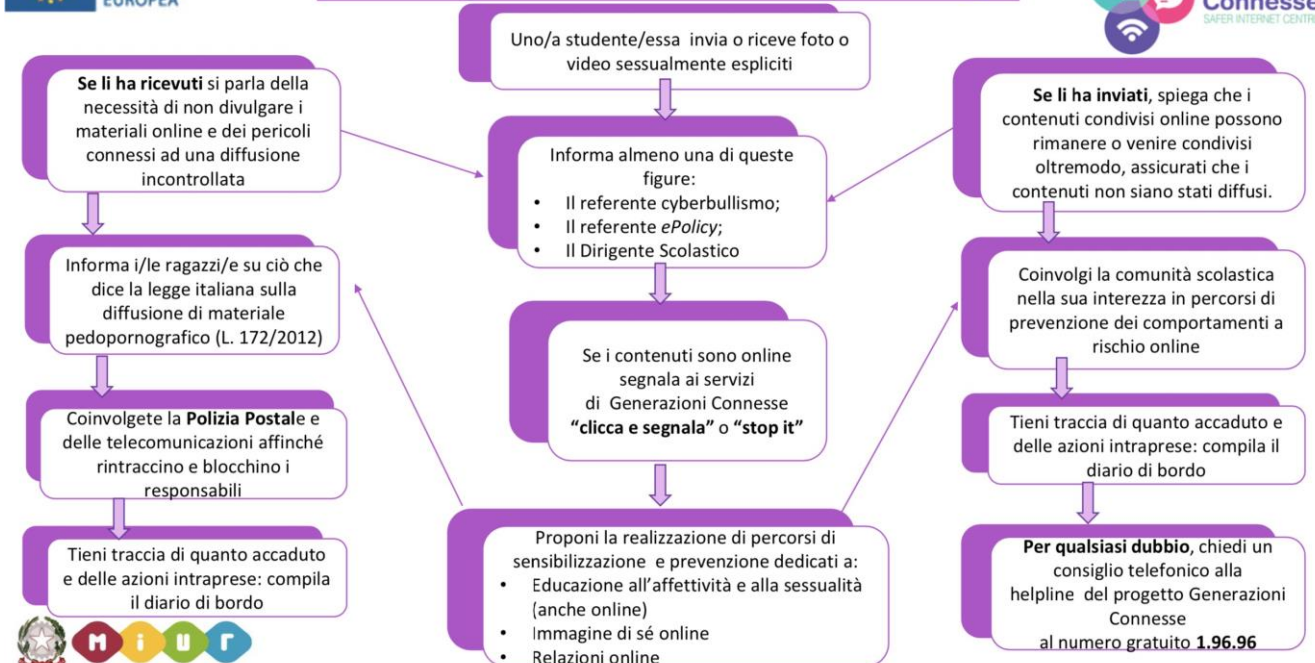 EUROPEA
Connesse
SAFER INTERNET CENTRE
Uno/a studente/essa invia o riceve foto o
video sessualmente espliciti
Se li ha ricevuti si parla della
necessità di non divulgare i
materiali online e dei pericoli
connessi ad una diffusione
incontrollata
Informa i/le ragazzi/e su ciò che
dice la legge italiana sulla
diffusione di materiale
pedopornografico (L. 172/2012)
Coinvolgete la Polizia Postale e
delle telecomunicazioni affinché
rintraccino e blocchino i
responsabili
Tieni traccia di quanto accaduto
e delle azioni intraprese: compila
il diario di bordo
Informa almeno una di queste
figure:
• Il referente cyberbullismo;
• Il referente ePolicy;
• Il Dirigente Scolastico
Se i contenuti sono online
segnala ai servizi
di Generazioni Connesse
“clicca e segnala” o “stop it”
Proponi la realizzazione di percorsi di
sensibilizzazione e prevenzione dedicati a:
• Educazione all’affettività e alla sessualità
(anche online)
• Immagine di sé online
• Relazioni online
Se li ha inviati, spiega che i
contenuti condivisi online possono
rimanere o venire condivisi
oltremodo, assicurati che i
contenuti non siano stati diffusi.
Coinvolgi la comunità scolastica
nella sua interezza in percorsi di
prevenzione dei comportamenti a
rischio online
Tieni traccia di quanto accaduto e
delle azioni intraprese: compila il
diario di bordo
Per qualsiasi dubbio, chiedi un
consiglio telefonico alla
helpline del progetto Generazioni
Connesse
al numero gratuito 1.96.96
miur